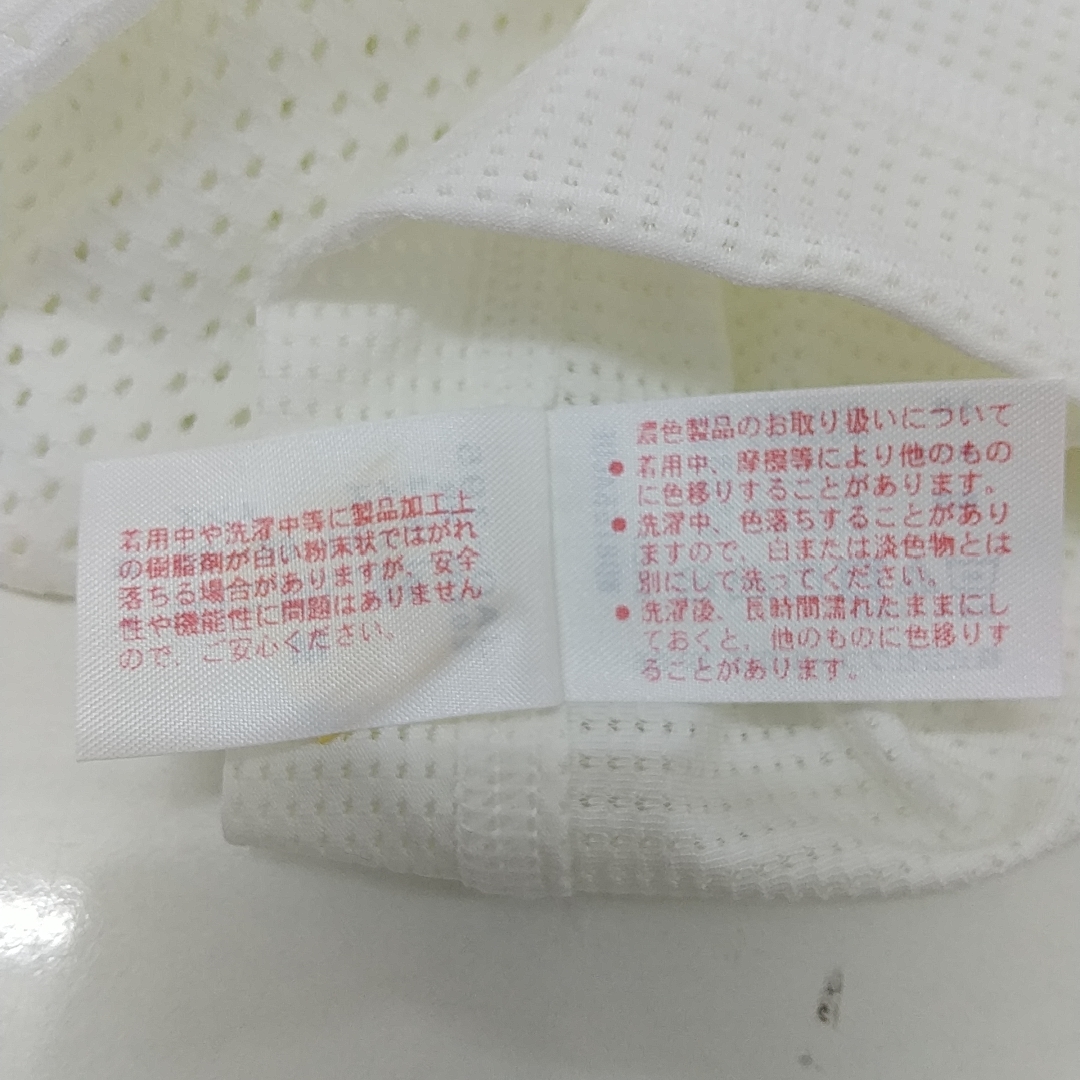 着用中や洗濯中等に製品加工上
の樹脂剤が白い粉末状ではがれ
落ちる場合がありますが、安全
性や機能性に問題はありません
ので、ご安心ください。
濃色製品のお取り扱いについて
●着用中、摩擦等により他のもの
に色移りすることがあります。
●洗濯中、色落ちすることがあり
ますので、白または淡色物とは
別にして洗ってください。
●洗濯後、長時間濡れたままにし
ておくと、他のものに色移りす
ることがあります。